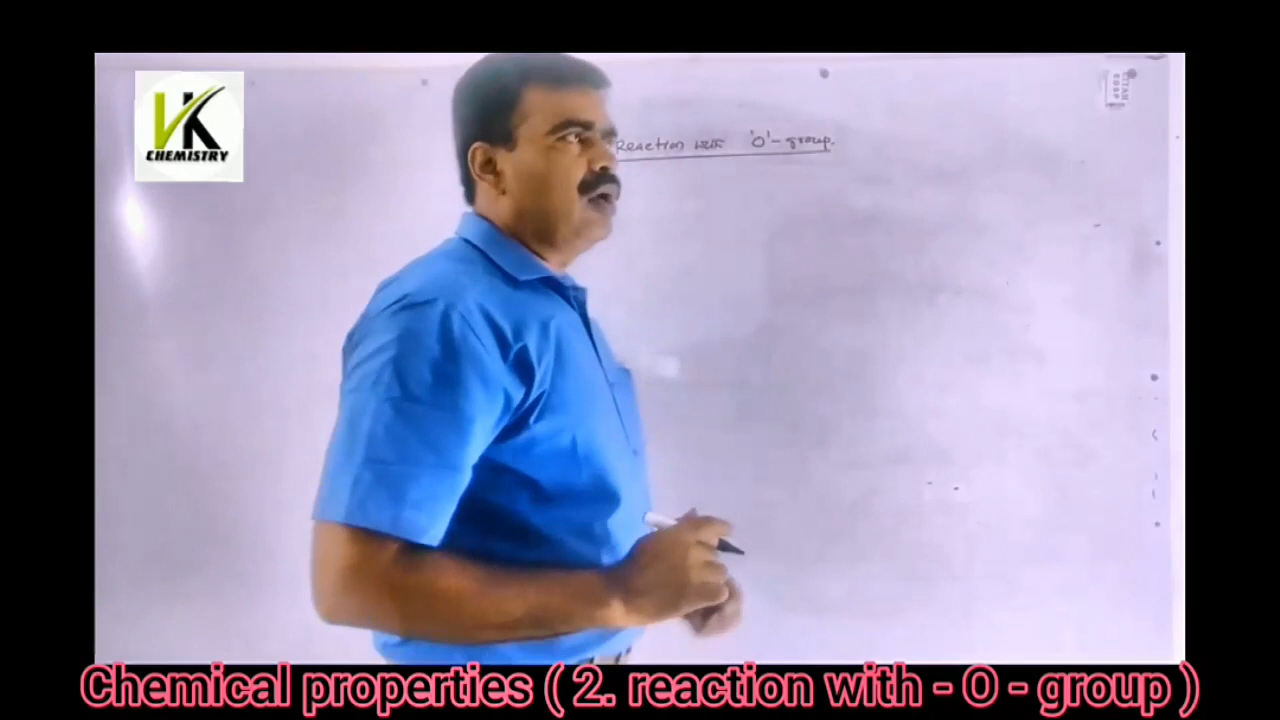 VK
CHEMISTRY
Reaction with 'O' - group.
Chemical properties ( 2. reaction with - O - group )